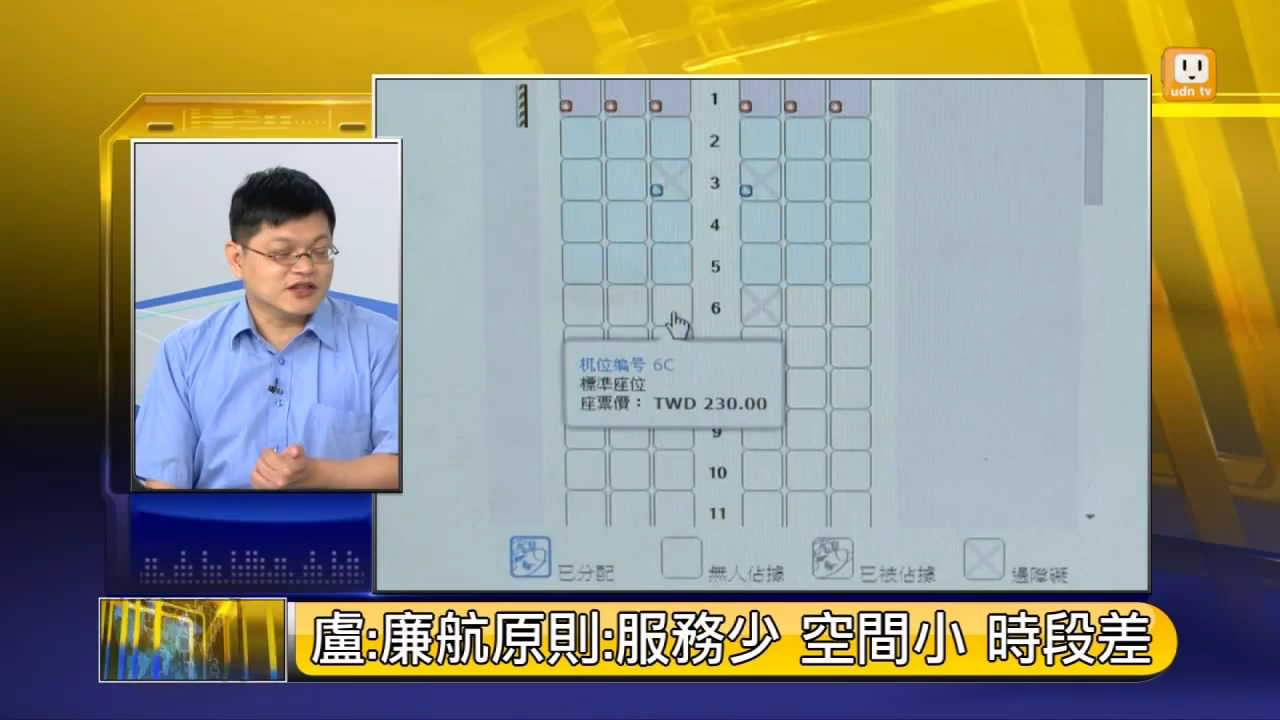 udn tv
1
2
3
4
5
6
机位编号 6C
標準座位
座票價： TWD 230.00
9
10
11
已分配
無人佔據
已被佔據
過障礙
盧:廉航原則:服務少 空間小 時段差